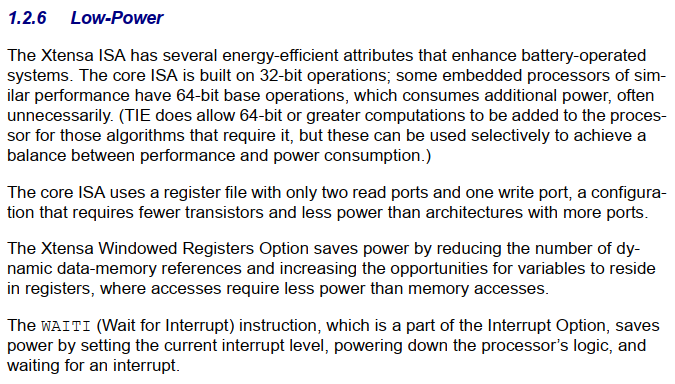 1.2.6 Low-Power
The Xtensa ISA has several energy-efficient attributes that enhance battery-operated
systems. The core ISA is built on 32-bit operations; some embedded processors of sim-
ilar performance have 64-bit base operations, which consumes additional power, often
unnecessarily. (TIE does allow 64-bit or greater computations to be added to the proces-
sor for those algorithms that require it, but these can be used selectively to achieve a
balance between performance and power consumption.)
The core ISA uses a register file with only two read ports and one write port, a configura-
tion that requires fewer transistors and less power than architectures with more ports.
The Xtensa Windowed Registers Option saves power by reducing the number of dy-
namic data-memory references and increasing the opportunities for variables to reside
in registers, where accesses require less power than memory accesses.
The WAITI (Wait for Interrupt) instruction, which is a part of the Interrupt Option, saves
power by setting the current interrupt level, powering down the processor’s logic, and
waiting for an interrupt.